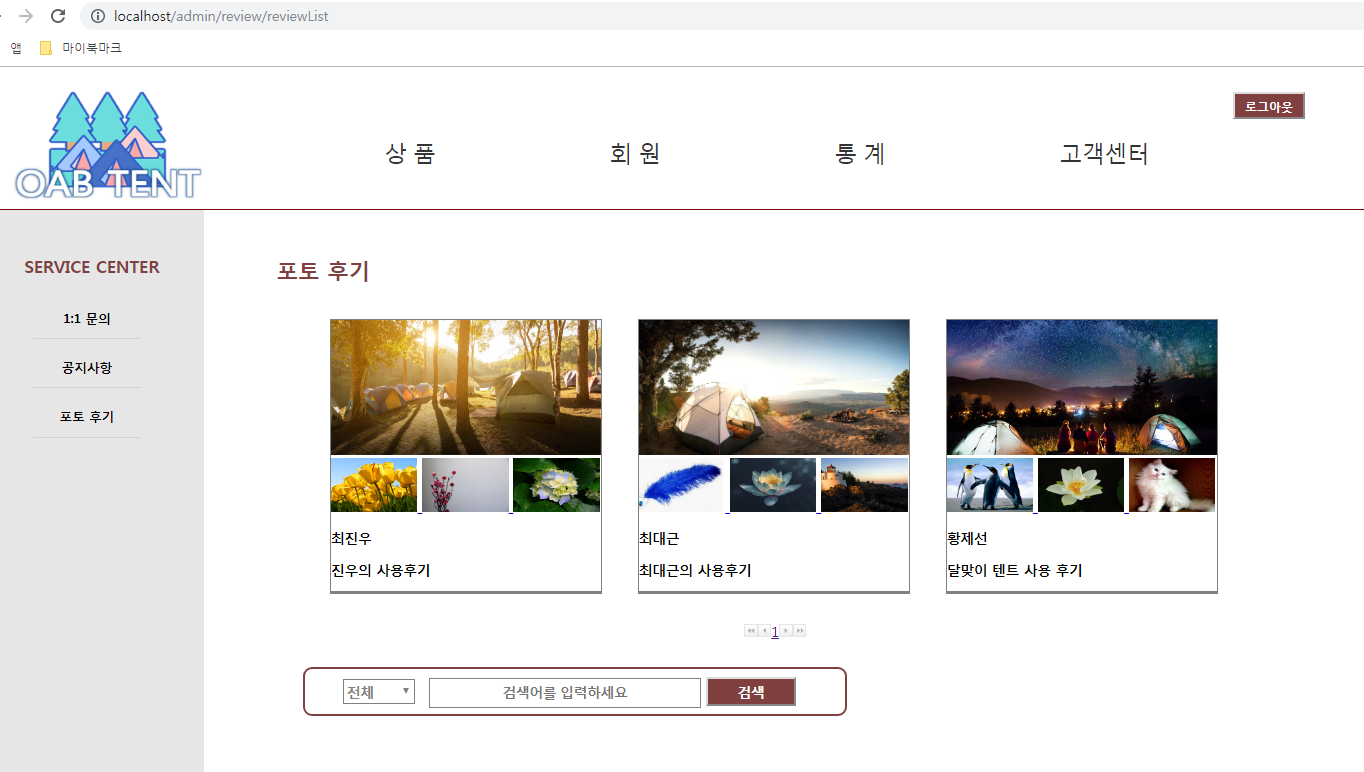 localhost/admin/review/reviewList
앱 마이북마크
로그아웃
OAB TENT
상 품 회 원 통 계 고객센터
SERVICE CENTER
1:1 문의
공지사항
포토 후기
포토 후기
최진우
진우의 사용후기
최대근
최대근의 사용후기
황제선
달맞이 텐트 사용 후기
1
전체 검색어를 입력하세요 검색